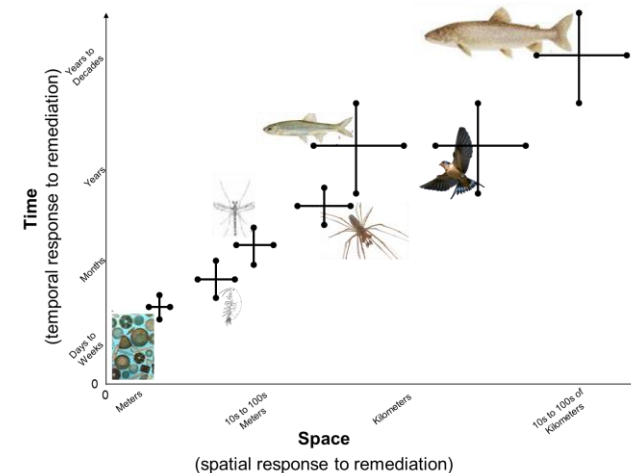 Years to
Decades
Years
Months
Days to
Weeks
0
Time
(temporal response to remediation)
0
Meters
10s to 100s
Meters
Kilometers
10s to 100s of
Kilometers
Space
(spatial response to remediation)